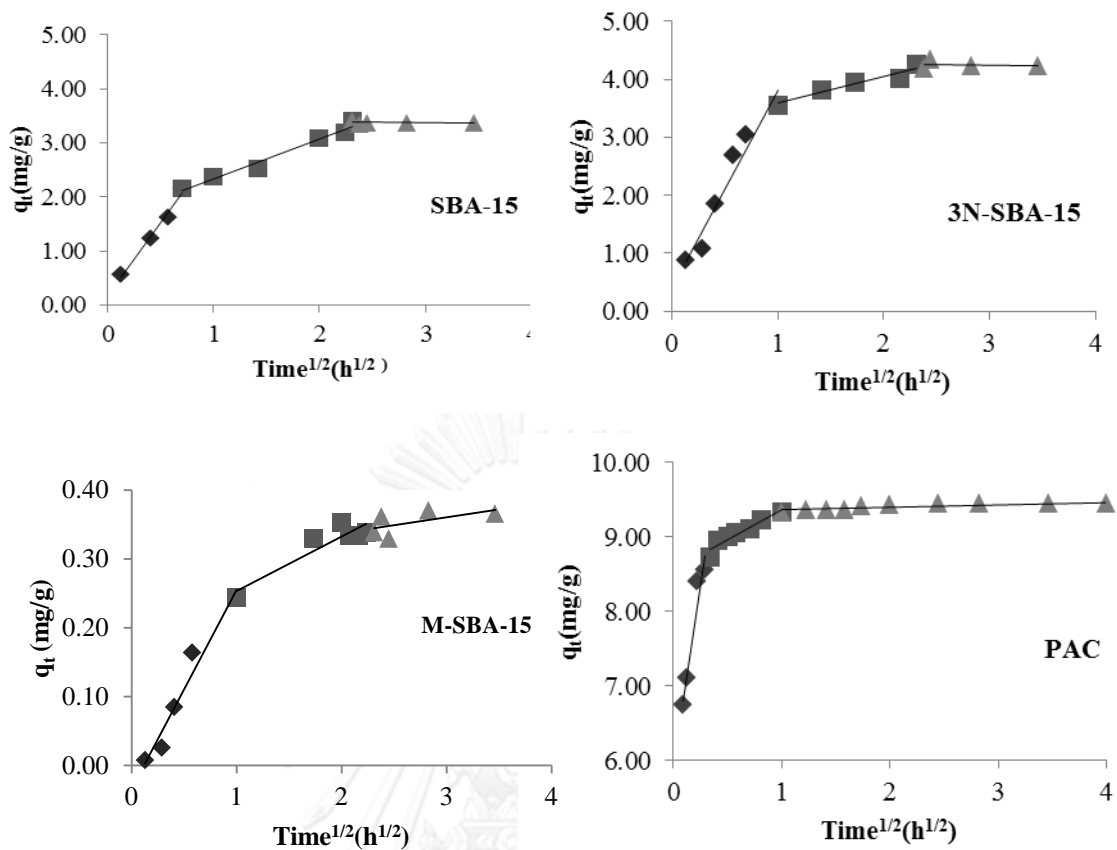 5.00
4.00
3.00
2.00
1.00
0.00
qt(mg/g)
SBA-15
0 1 2 3 4
Time1/2(h1/2 )
5.00
4.00
3.00
2.00
1.00
0.00
qt(mg/g)
3N-SBA-15
0 1 2 3 4
Time1/2(h1/2)
0.40
0.30
0.20
0.10
0.00
qt (mg/g)
M-SBA-15
0 1 2 3 4
Time1/2(h1/2)
10.00
9.00
8.00
7.00
6.00
qt(mg/g)
PAC
0 1 2 3 4
Time1/2(h1/2)